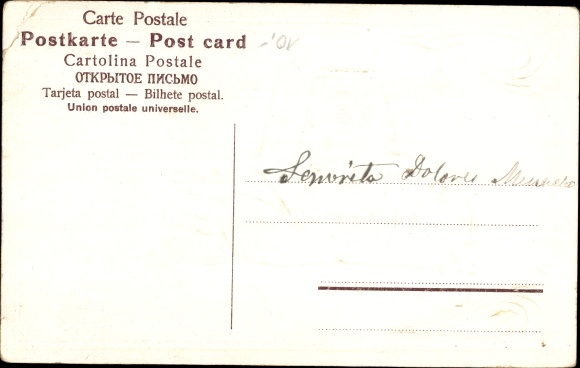 Carte Postale
Postkarte — Post card
Cartolina Postale
ОТКРЫТОЕ ПИСЬМО
Tarjeta postal — Bilhete postal.
Union postale universelle.
Señorita Dolores